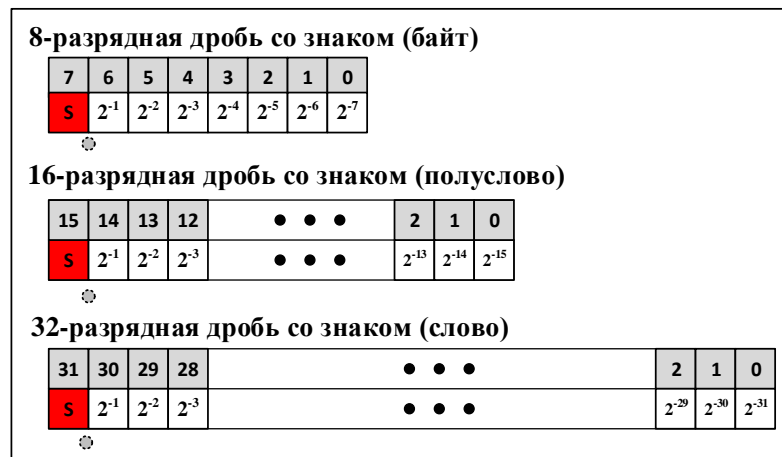 8-разрядная дробь со знаком (байт)
7 6 5 4 3 2 1 0
S 2⁻¹ 2⁻² 2⁻³ 2⁻⁴ 2⁻⁵ 2⁻⁶ 2⁻⁷
16-разрядная дробь со знаком (полуслово)
15 14 13 12 • • • 2 1 0
S 2⁻¹ 2⁻² 2⁻³ • • • 2⁻¹³ 2⁻¹⁴ 2⁻¹⁵
32-разрядная дробь со знаком (слово)
31 30 29 28 • • • 2 1 0
S 2⁻¹ 2⁻² 2⁻³ • • • 2⁻²⁹ 2⁻³⁰ 2⁻³¹